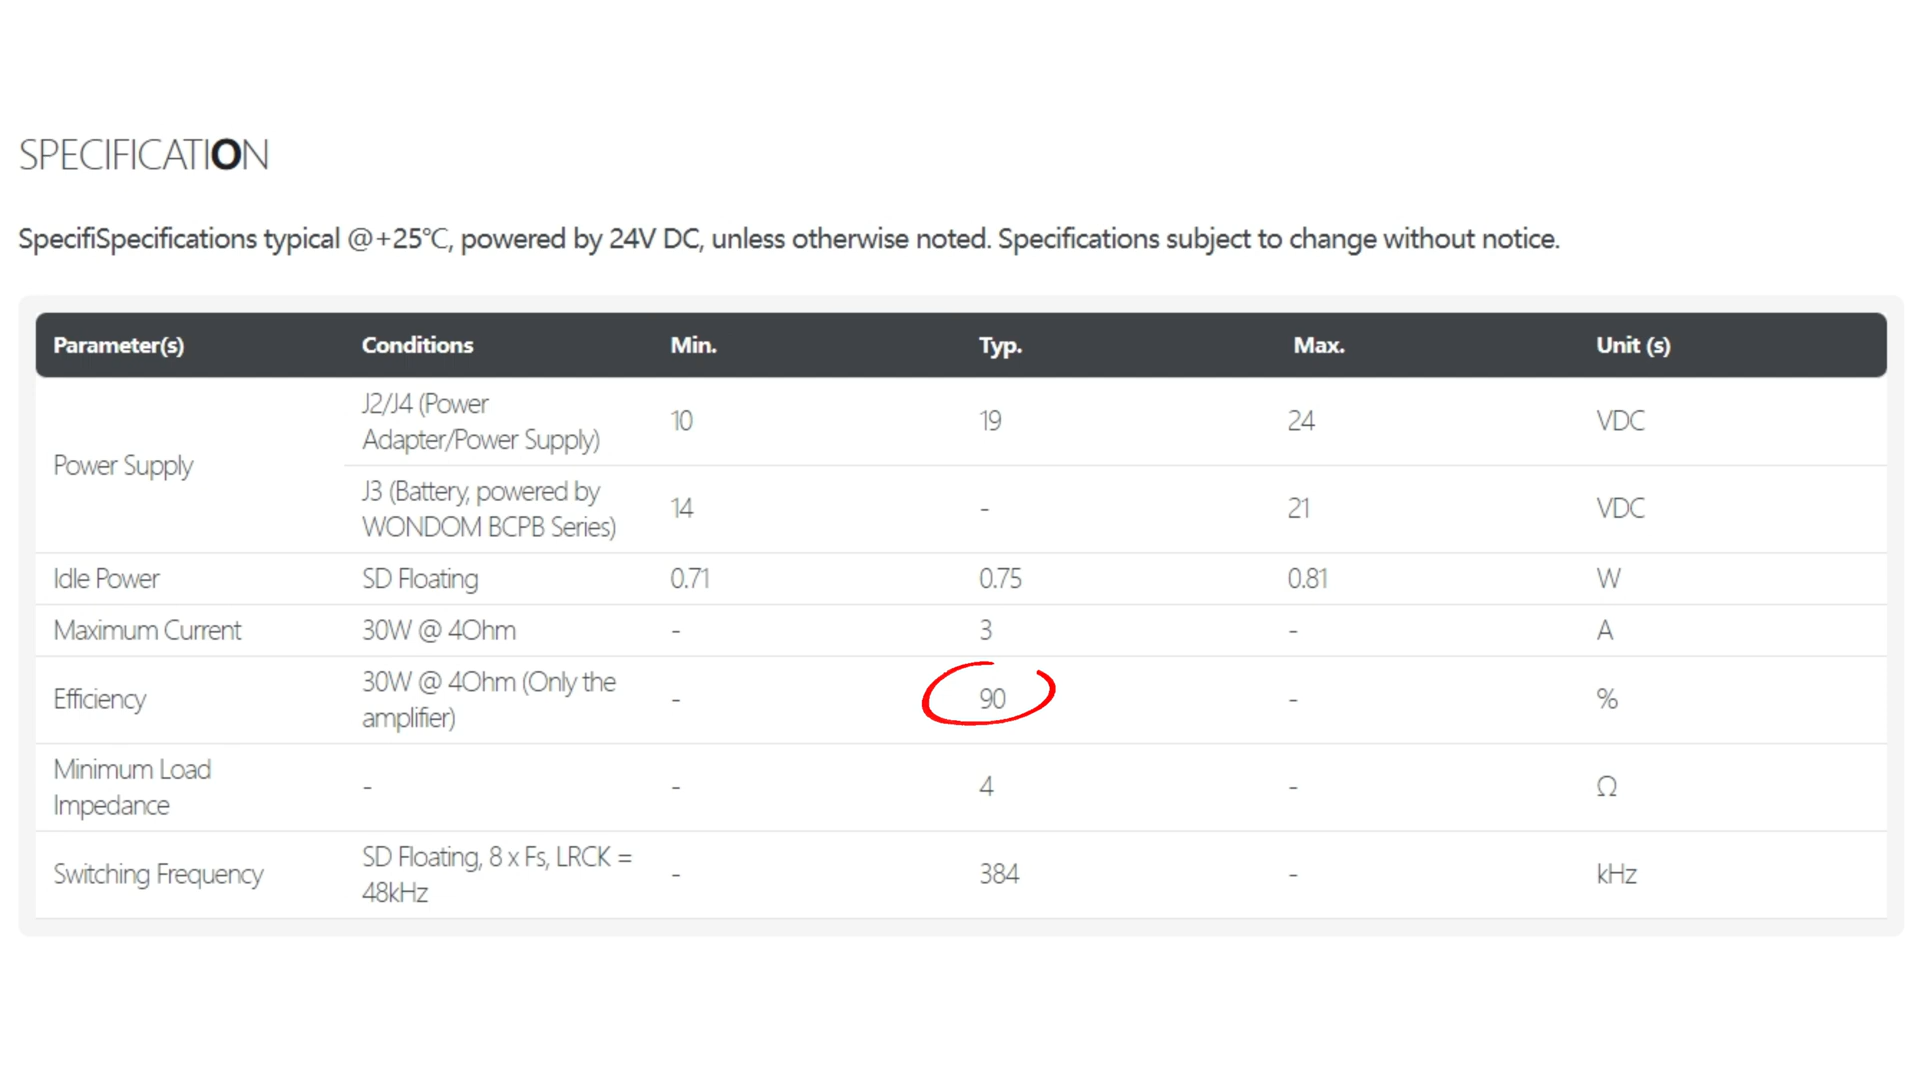 SPECIFICATION
SpecifiSpecifications typical @+25℃, powered by 24V DC, unless otherwise noted. Specifications subject to change without notice.
Parameter(s) Conditions Min. Typ. Max. Unit (s)
Power Supply
J2/J4 (Power
Adapter/Power Supply) 10 19 24 VDC
J3 (Battery, powered by
WONDOM BCPB Series) 14 - 21 VDC
Idle Power SD Floating 0.71 0.75 0.81 W
Maximum Current 30W @ 4Ohm - 3 - A
Efficiency 30W @ 4Ohm (Only the
amplifier) - 90 - %
Minimum Load
Impedance - - 4 - Ω
Switching Frequency SD Floating, 8 x Fs, LRCK =
48kHz - 384 - kHz